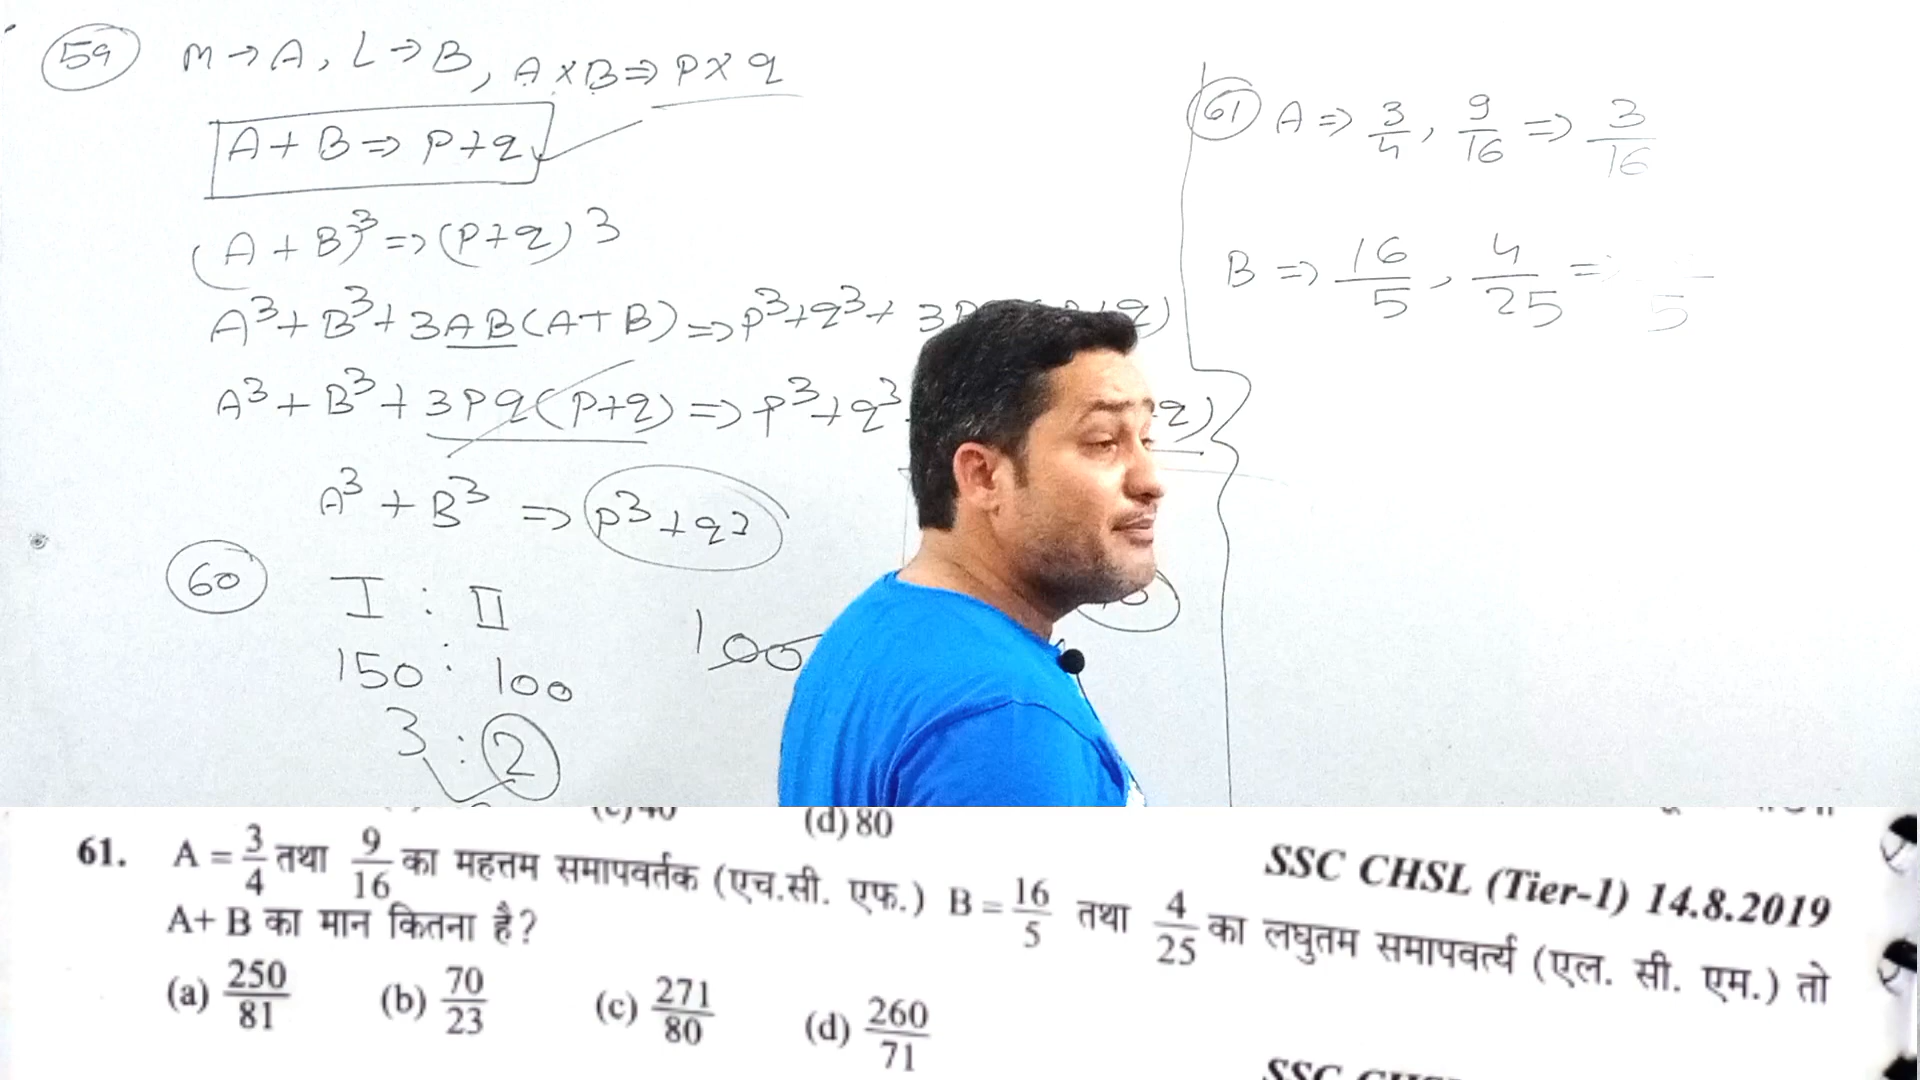 59 M → A, L → B, A × B ⇒ P × q
A + B ⇒ P + q
(A + B)³ ⇒ (P + q)3
A³ + B³ + 3AB(A + B) ⇒ P³ + q³ + 3P
A³ + B³ + 3Pq(P + q) ⇒ P³ + q³
A³ + B³ ⇒ P³ + q3
60 I : II
150 : 100
100
3 : 2
61 A ⇒ 3/4, 9/16 ⇒ 3/16
B ⇒ 16/5, 4/25 ⇒ /5
(d) 80
SSC CHSL (Tier-1) 14.8.2019
61. A = 3/4 तथा 9/16 का महत्तम समापवर्तक (एच.सी. एफ.) B = 16/5 तथा 4/25 का लघुतम समापवर्त्य (एल. सी. एम.) तो
A+ B का मान कितना है?
(a) 250/81 (b) 70/23 (c) 271/80 (d) 260/71